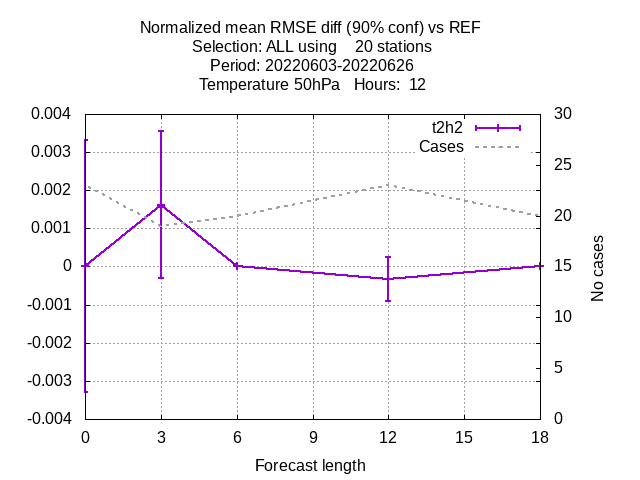 Normalized mean RMSE diff (90% conf) vs REF
Selection: ALL using    20 stations
Period: 20220603-20220626
Temperature 50hPa   Hours:  12
0.004
0.003
0.002
0.001
0
-0.001
-0.002
-0.003
-0.004
t2h2
Cases
30
25
20
15
10
5
0
No cases
0 3 6 9 12 15 18
Forecast length